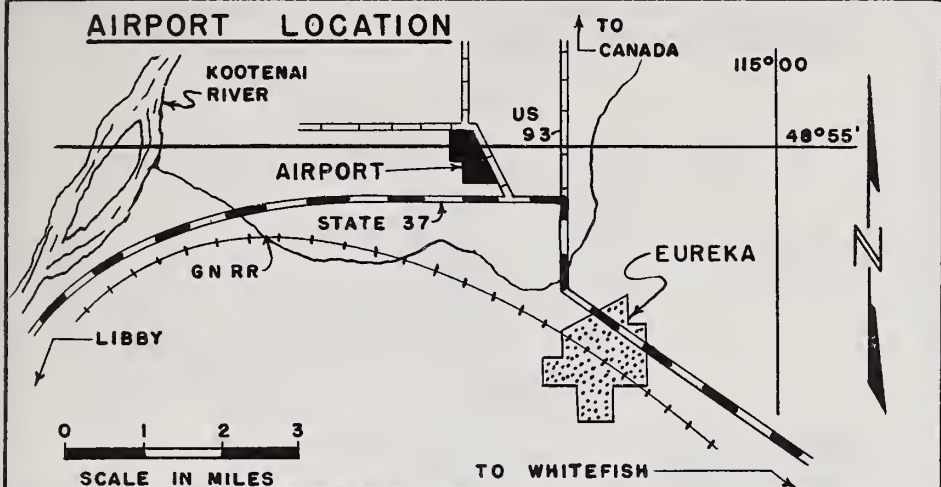 AIRPORT LOCATION
TO
CANADA
KOOTENAI
RIVER
115°00
US
93
48°55'
AIRPORT
STATE 37
EUREKA
N
GN RR
LIBBY
0 1 2 3
SCALE IN MILES
TO WHITEFISH